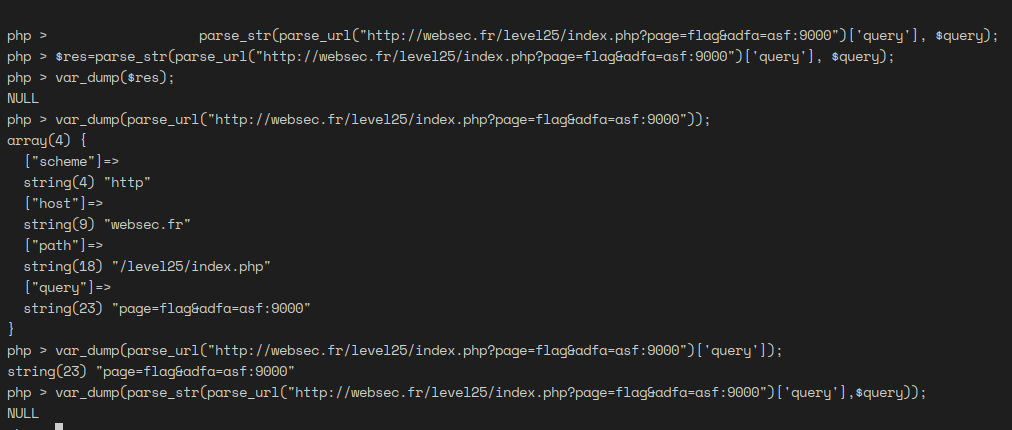 php >                   parse_str(parse_url("http://websec.fr/level25/index.php?page=flag&adfa=asf:9000")['query'], $query);
php > $res=parse_str(parse_url("http://websec.fr/level25/index.php?page=flag&adfa=asf:9000")['query'], $query);
php > var_dump($res);
NULL
php > var_dump(parse_url("http://websec.fr/level25/index.php?page=flag&adfa=asf:9000"));
array(4) {
  ["scheme"]=>
  string(4) "http"
  ["host"]=>
  string(9) "websec.fr"
  ["path"]=>
  string(18) "/level25/index.php"
  ["query"]=>
  string(23) "page=flag&adfa=asf:9000"
}
php > var_dump(parse_url("http://websec.fr/level25/index.php?page=flag&adfa=asf:9000")['query']);
string(23) "page=flag&adfa=asf:9000"
php > var_dump(parse_str(parse_url("http://websec.fr/level25/index.php?page=flag&adfa=asf:9000")['query'],$query));
NULL